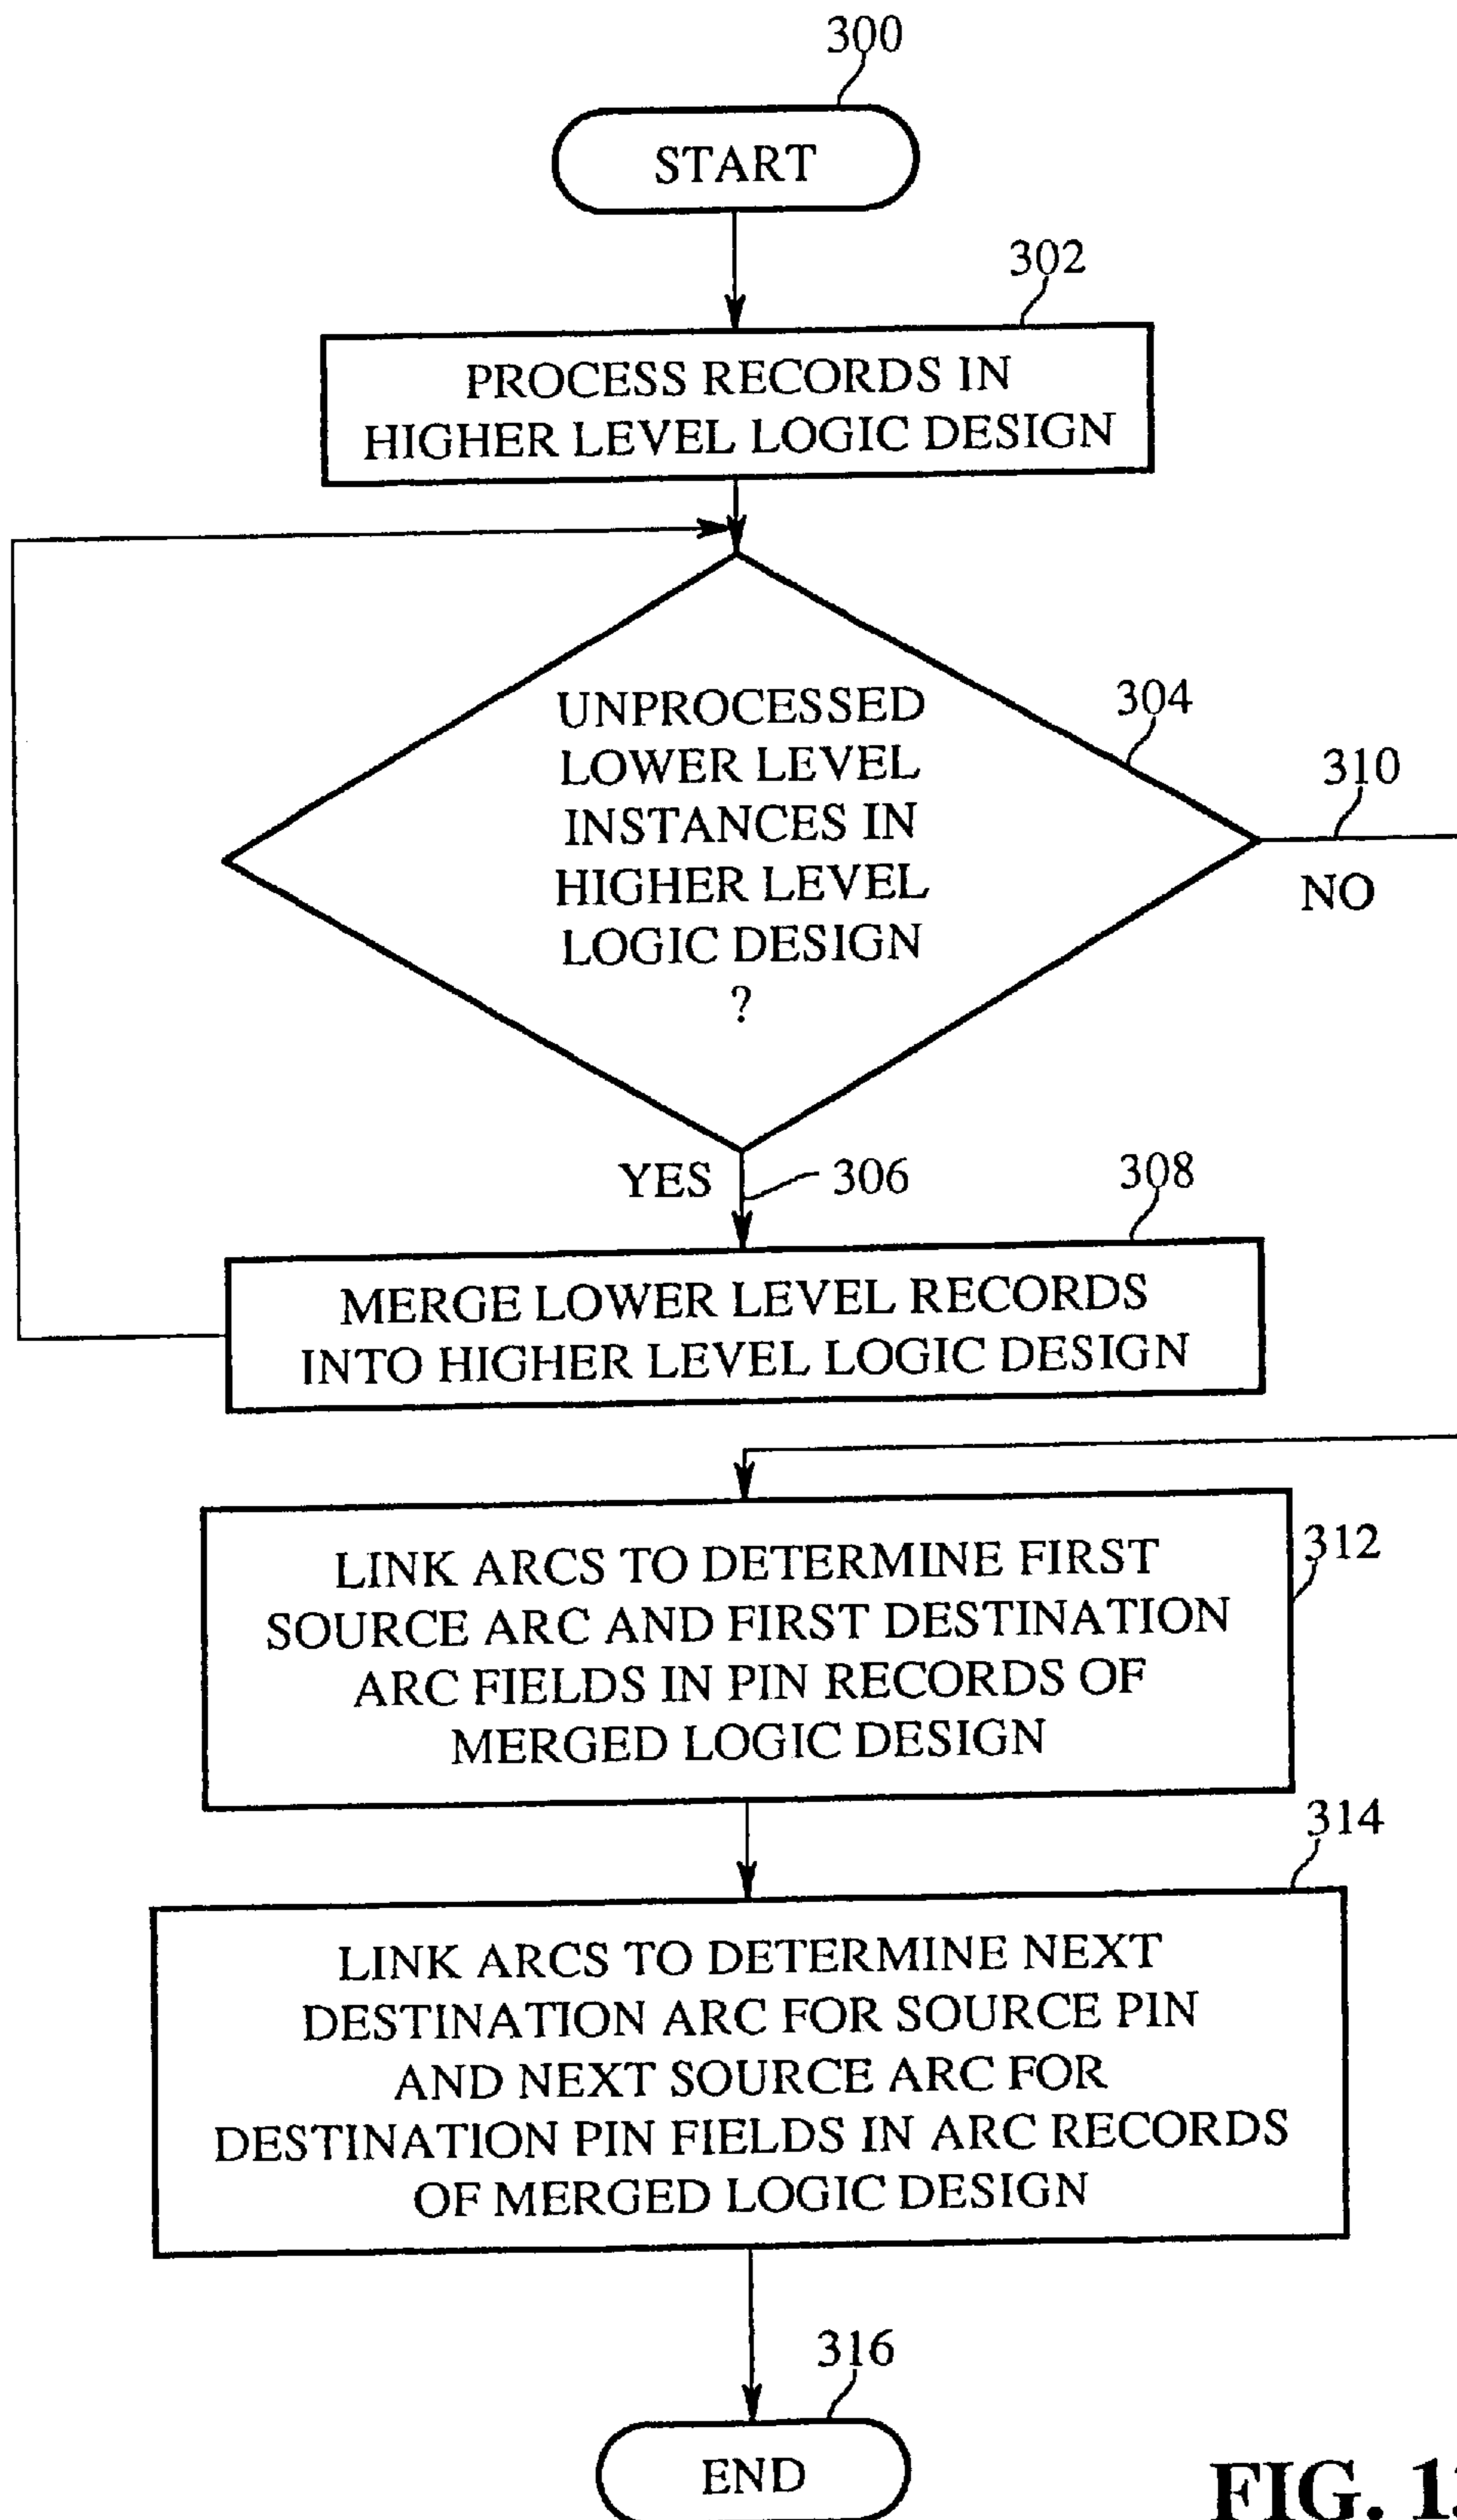 300
START
302
PROCESS RECORDS IN
HIGHER LEVEL LOGIC DESIGN
UNPROCESSED
LOWER LEVEL
INSTANCES IN
HIGHER LEVEL
LOGIC DESIGN
?
304
310
NO
YES
306
308
MERGE LOWER LEVEL RECORDS
INTO HIGHER LEVEL LOGIC DESIGN
LINK ARCS TO DETERMINE FIRST
SOURCE ARC AND FIRST DESTINATION
ARC FIELDS IN PIN RECORDS OF
MERGED LOGIC DESIGN
312
314
LINK ARCS TO DETERMINE NEXT
DESTINATION ARC FOR SOURCE PIN
AND NEXT SOURCE ARC FOR
DESTINATION PIN FIELDS IN ARC RECORDS
OF MERGED LOGIC DESIGN
316
END
FIG.